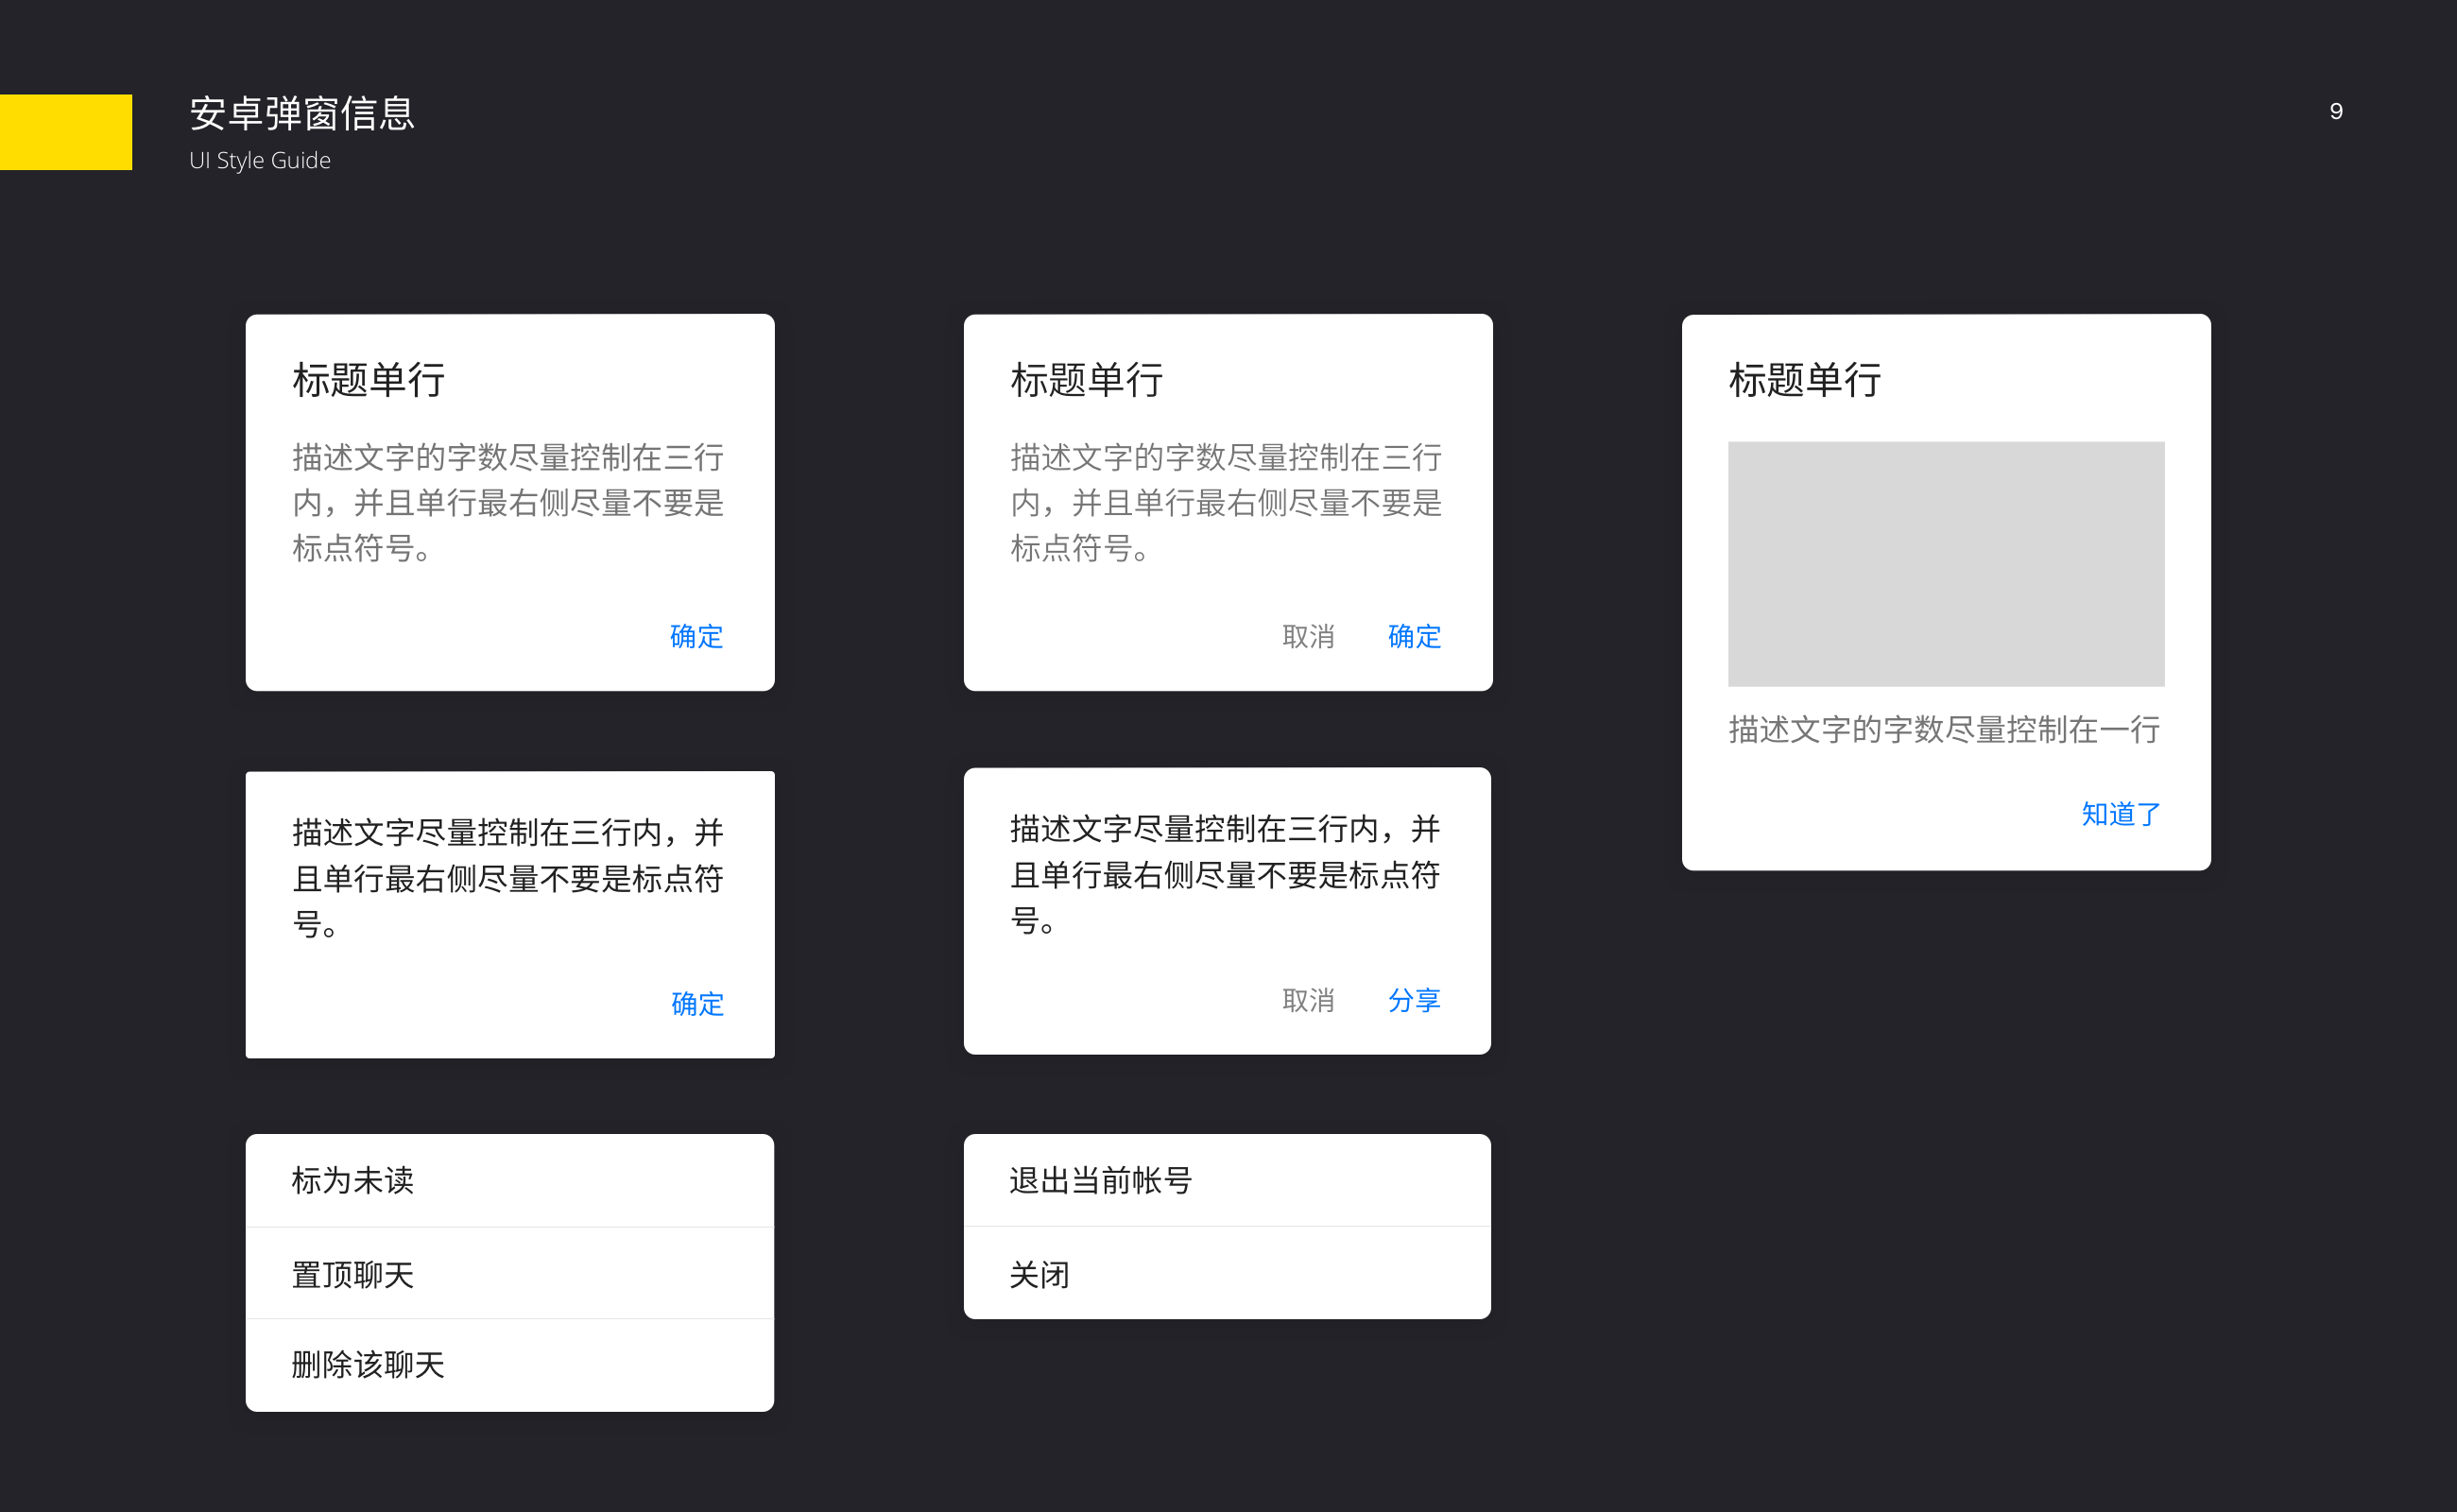 安卓弹窗信息
UI Style Guide
9
标题单行
描述文字的字数尽量控制在三行
内，并且单行最右侧尽量不要是
标点符号。
确定
标题单行
描述文字的字数尽量控制在三行
内，并且单行最右侧尽量不要是
标点符号。
取消 确定
标题单行
描述文字的字数尽量控制在一行
知道了
描述文字尽量控制在三行内，并
且单行最右侧尽量不要是标点符
号。
确定
描述文字尽量控制在三行内，并
且单行最右侧尽量不要是标点符
号。
取消 分享
标为未读
置顶聊天
删除该聊天
退出当前帐号
关闭